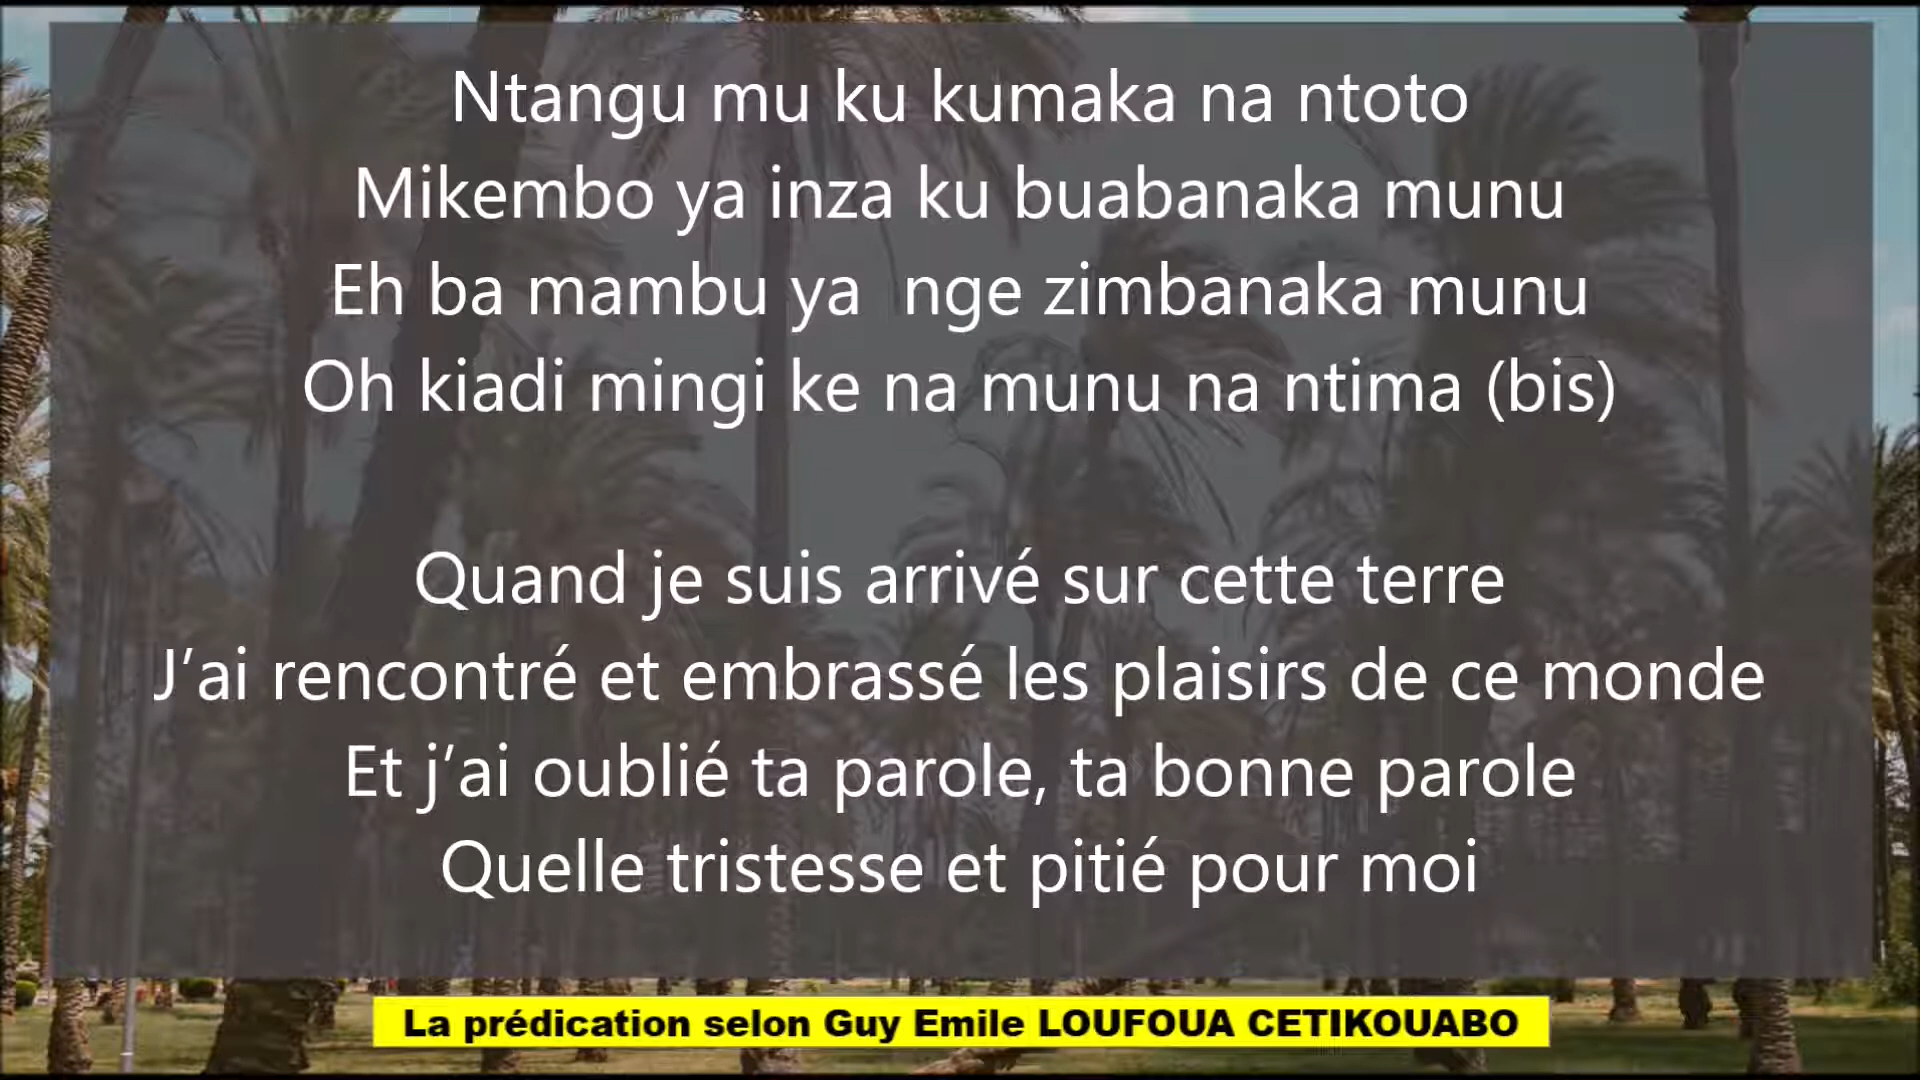 Ntangu mu ku kumaka na ntoto
Mikembo ya inza ku buabanaka munu
Eh ba mambu ya  nge zimbanaka munu
Oh kiadi mingi ke na munu na ntima (bis)
Quand je suis arrivé sur cette terre
J’ai rencontré et embrassé les plaisirs de ce monde
Et j’ai oublié ta parole, ta bonne parole
Quelle tristesse et pitié pour moi
La prédication selon Guy Emile LOUFOUA CETIKOUABO